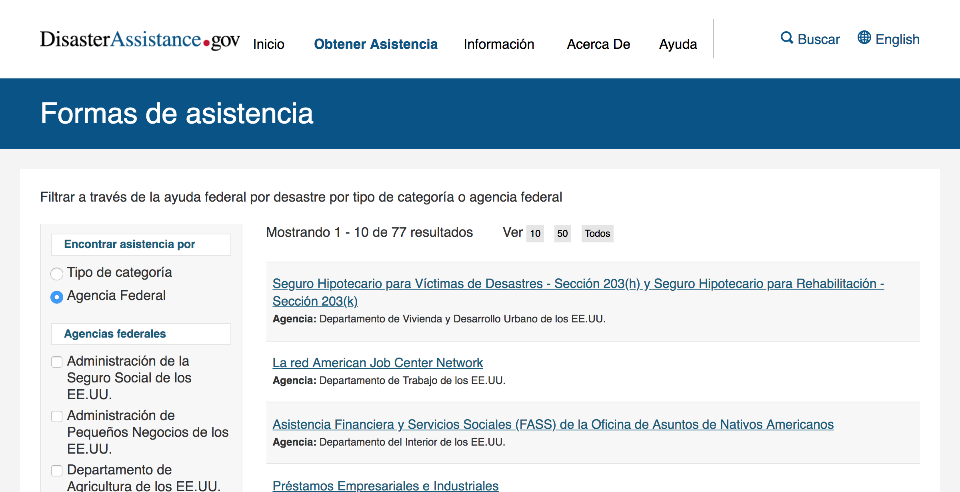 DisasterAssistance.gov
Inicio
Obtener Asistencia
Información
Acerca De
Ayuda
Buscar
English
Formas de asistencia
Filtrar a través de la ayuda federal por desastre por tipo de categoría o agencia federal
Encontrar asistencia por
Tipo de categoría
Agencia Federal
Agencias federales
Administración de la
Seguro Social de los
EE.UU.
Administración de
Pequeños Negocios de los
EE.UU.
Departamento de
Agricultura de los EE.UU.
Mostrando 1 - 10 de 77 resultados
Ver 10 50 Todos
Seguro Hipotecario para Víctimas de Desastres - Sección 203(h) y Seguro Hipotecario para Rehabilitación -
Sección 203(k)
Agencia: Departamento de Vivienda y Desarrollo Urbano de los EE.UU.
La red American Job Center Network
Agencia: Departamento de Trabajo de los EE.UU.
Asistencia Financiera y Servicios Sociales (FASS) de la Oficina de Asuntos de Nativos Americanos
Agencia: Departamento del Interior de los EE.UU.
Préstamos Empresariales e Industriales